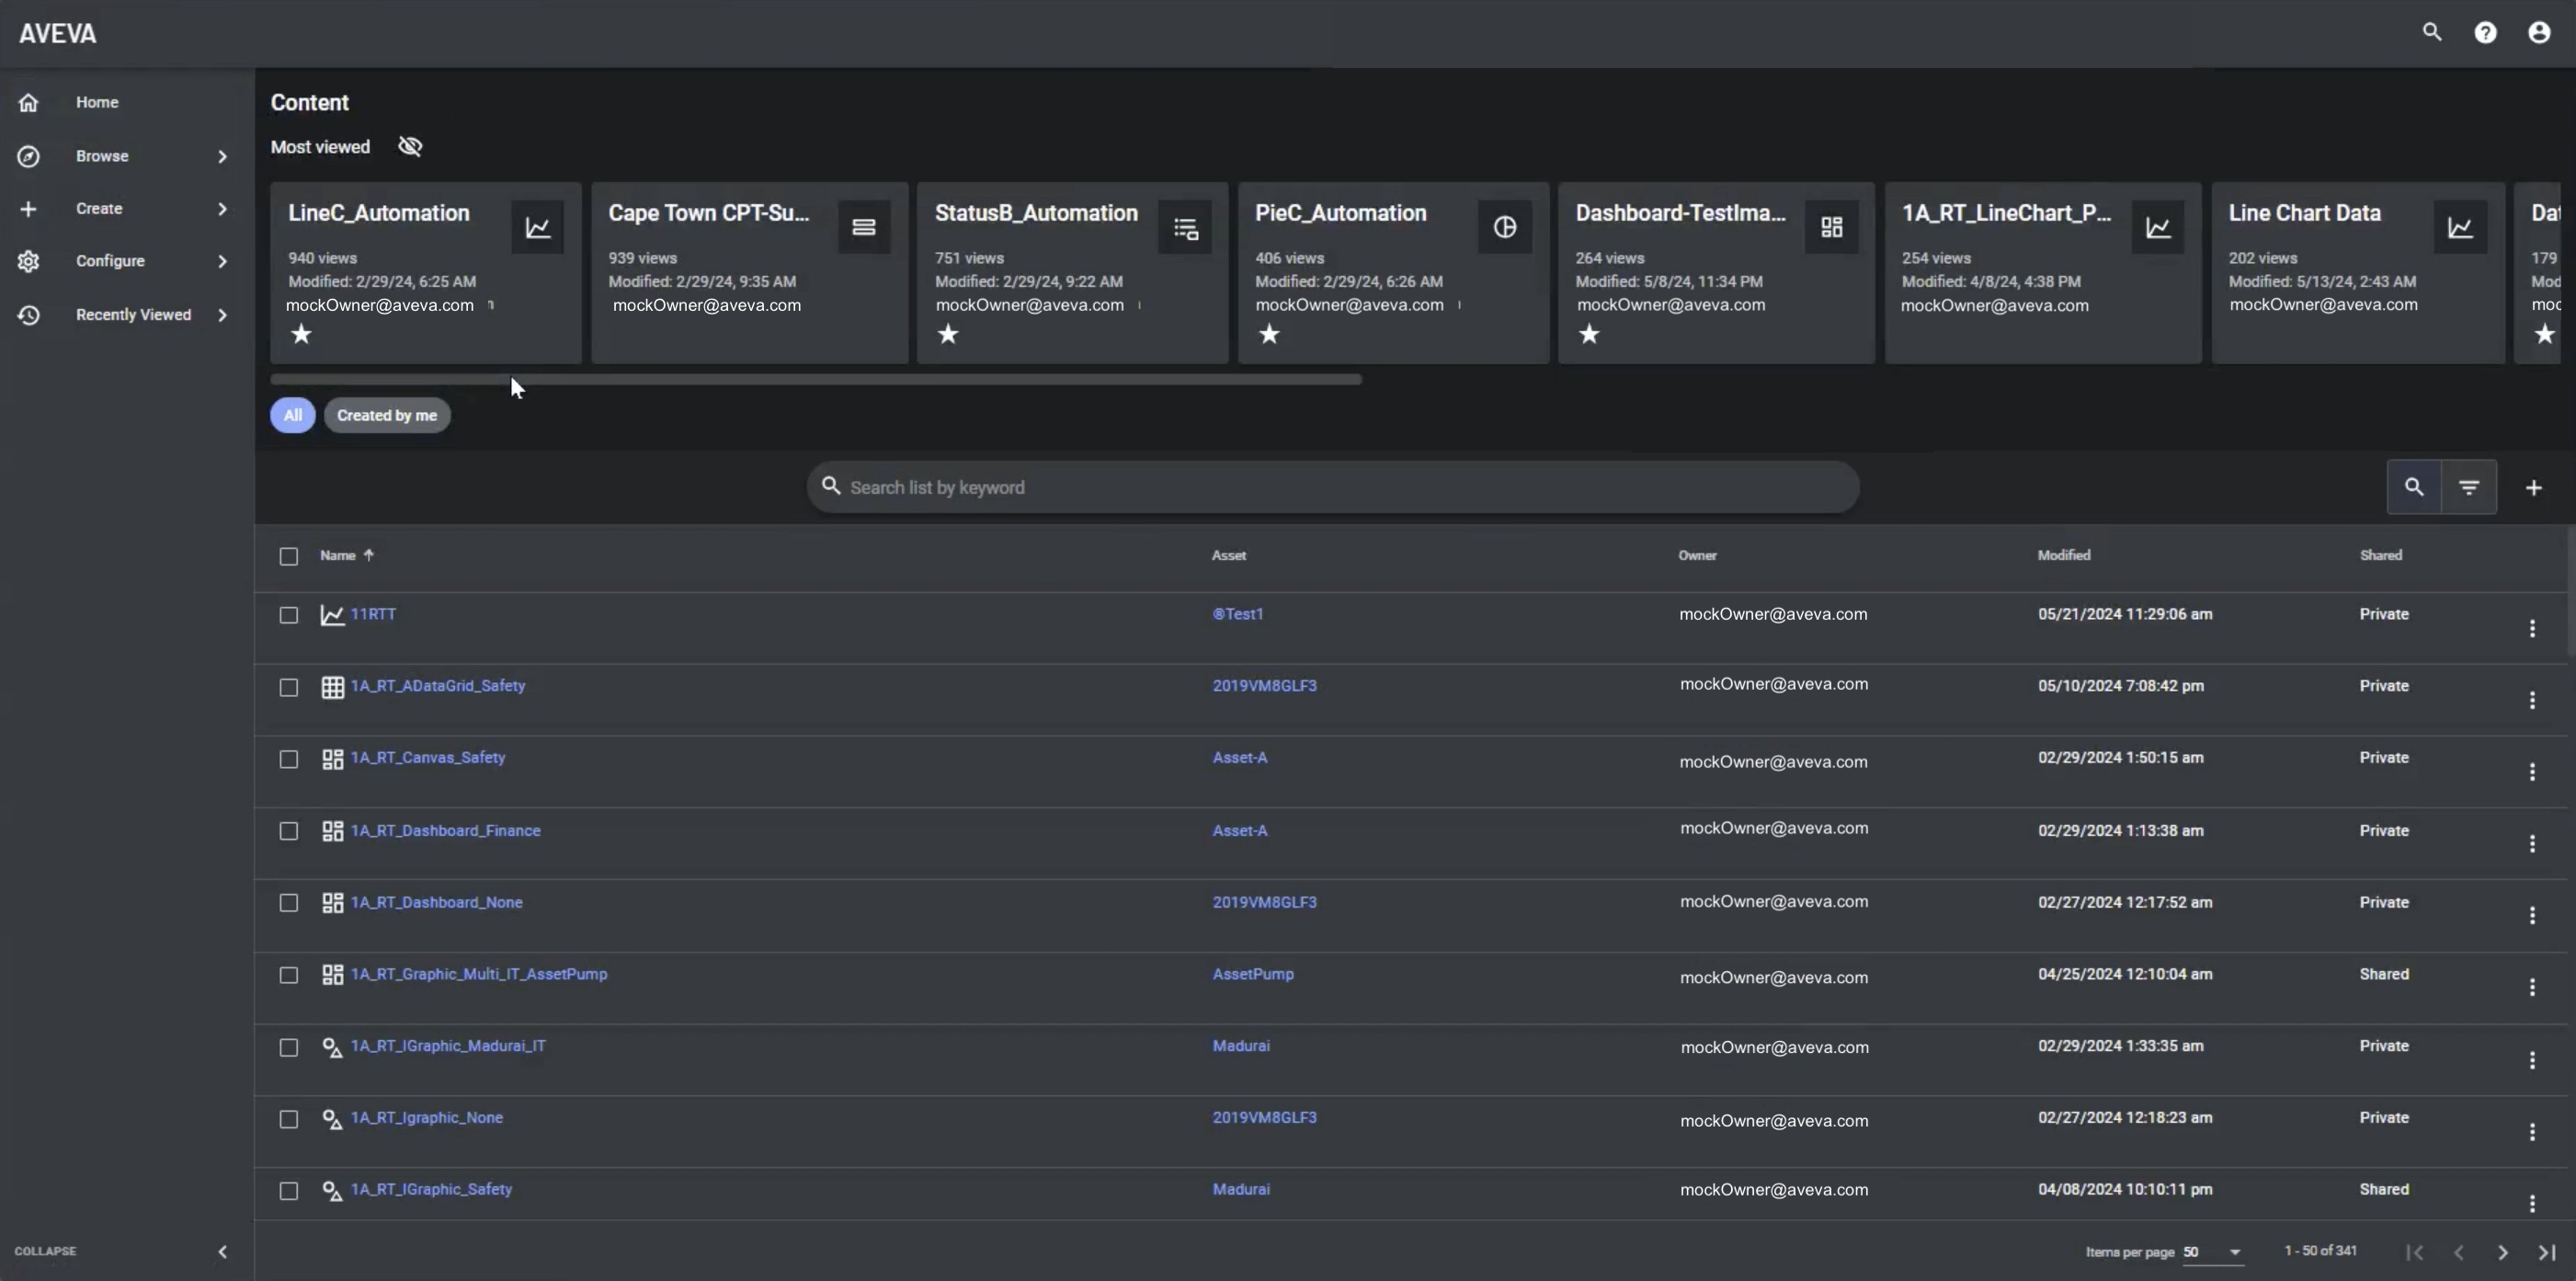 AVEVA
Home
Browse
Create
Configure
Recently Viewed
COLLAPSE
Content
Most viewed
LineC_Automation
940 views
Modified: 2/29/24, 6:25 AM
mockOwner@aveva.com
Cape Town CPT-Su...
939 views
Modified: 2/29/24, 9:35 AM
mockOwner@aveva.com
StatusB_Automation
751 views
Modified: 2/29/24, 9:22 AM
mockOwner@aveva.com
PieC_Automation
406 views
Modified: 2/29/24, 6:26 AM
mockOwner@aveva.com
Dashboard-TestIma...
264 views
Modified: 5/8/24, 11:34 PM
mockOwner@aveva.com
1A_RT_LineChart_P...
254 views
Modified: 4/8/24, 4:38 PM
mockOwner@aveva.com
Line Chart Data
202 views
Modified: 5/13/24, 2:43 AM
mockOwner@aveva.com
Dat
179
Mod
moc
All Created by me
Search list by keyword
Name Asset Owner Modified Shared
11RTT ®Test1 mockOwner@aveva.com 05/21/2024 11:29:06 am Private
1A_RT_ADataGrid_Safety 2019VM8GLF3 mockOwner@aveva.com 05/10/2024 7:08:42 pm Private
1A_RT_Canvas_Safety Asset-A mockOwner@aveva.com 02/29/2024 1:50:15 am Private
1A_RT_Dashboard_Finance Asset-A mockOwner@aveva.com 02/29/2024 1:13:38 am Private
1A_RT_Dashboard_None 2019VM8GLF3 mockOwner@aveva.com 02/27/2024 12:17:52 am Private
1A_RT_Graphic_Multi_IT_AssetPump AssetPump mockOwner@aveva.com 04/25/2024 12:10:04 am Shared
1A_RT_IGraphic_Madurai_IT Madurai mockOwner@aveva.com 02/29/2024 1:33:35 am Private
1A_RT_Igraphic_None 2019VM8GLF3 mockOwner@aveva.com 02/27/2024 12:18:23 am Private
1A_RT_IGraphic_Safety Madurai mockOwner@aveva.com 04/08/2024 10:10:11 pm Shared
Items per page 50 1 - 50 of 341